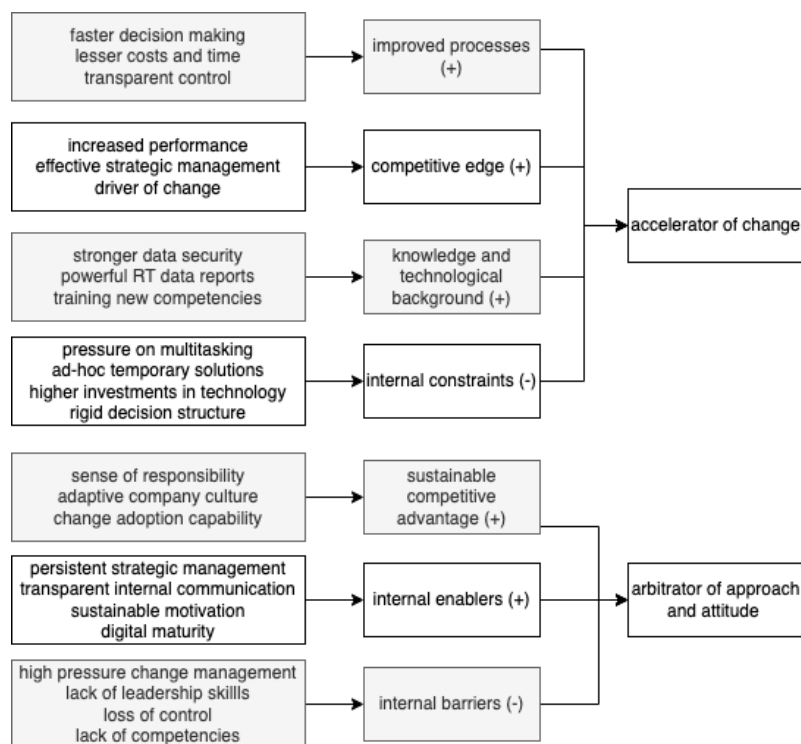 faster decision making
lesser costs and time
transparent control
improved processes
(+)
increased performance
effective strategic management
driver of change
competitive edge (+)
accelerator of change
stronger data security
powerful RT data reports
training new competencies
knowledge and
technological
background (+)
pressure on multitasking
ad-hoc temporary solutions
higher investments in technology
rigid decision structure
internal constraints (-)
sense of responsibility
adaptive company culture
change adoption capability
sustainable
competitive
advantage (+)
persistent strategic management
transparent internal communication
sustainable motivation
digital maturity
internal enablers (+)
arbitrator of approach
and attitude
high pressure change management
lack of leadership skillls
loss of control
lack of competencies
internal barriers (-)